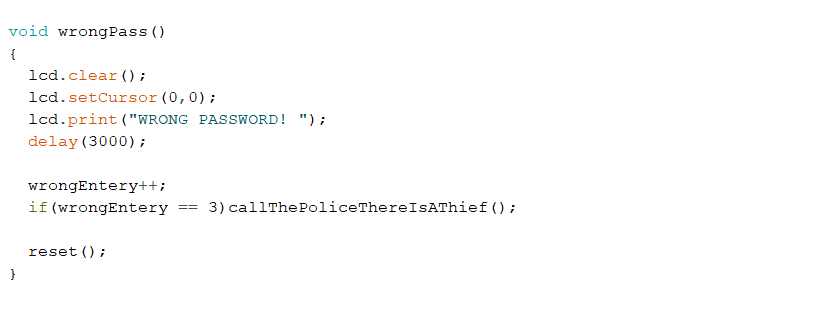 void wrongPass()
{
  lcd.clear();
  lcd.setCursor(0,0);
  lcd.print("WRONG PASSWORD! ");
  delay(3000);

  wrongEntery++;
  if(wrongEntery == 3)callThePoliceThereIsAThief();

  reset();
}